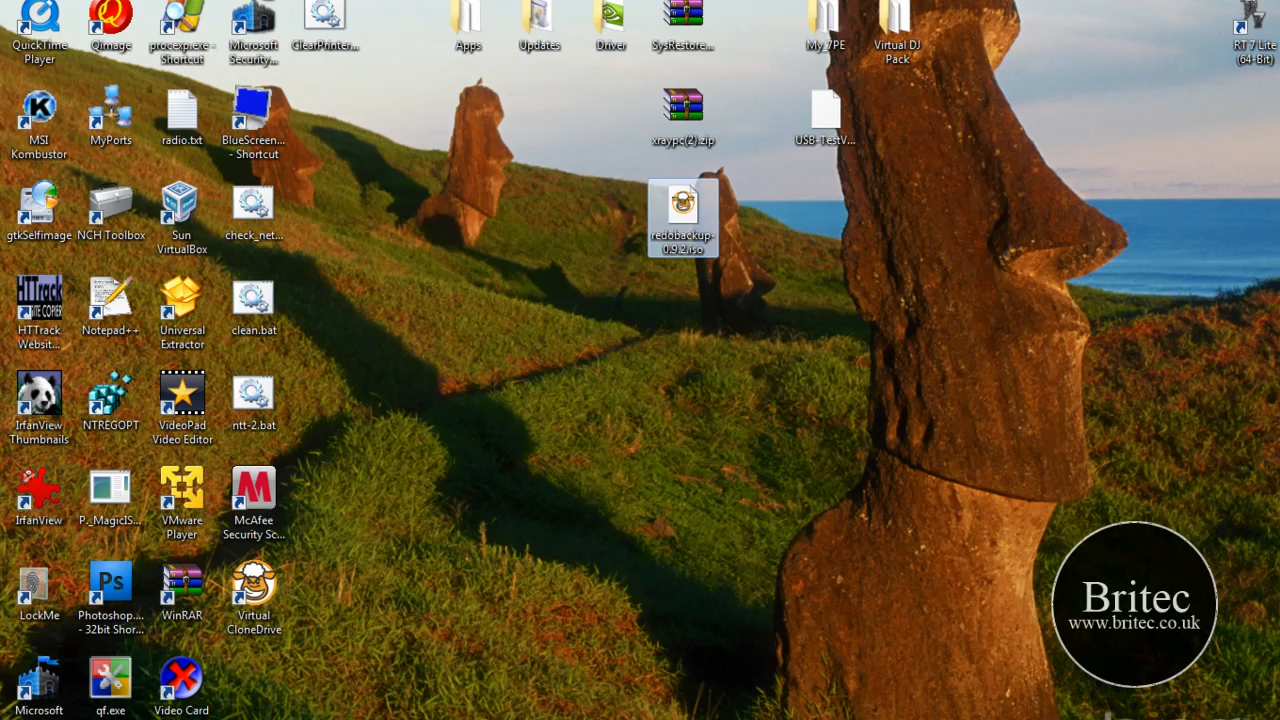 QuickTime
Player
Qimage
procexp.exe -
Shortcut
Microsoft
Security...
ClearPrinter...
Apps
Updates
Driver
SysRestore...
My 7PE
Virtual DJ
Pack
RT 7 Lite
(64-Bit)
MSI
Kombustor
MyPorts
radio.txt
BlueScreen...
- Shortcut
xraypc(2).zip
USB-TestV...
gtkSelfimage
NCH Toolbox
Sun
VirtualBox
check_net...
redobackup-
0.9.2.iso
HTTrack
SITE COPIER
HTTrack
Websit...
Notepad++
Universal
Extractor
clean.bat
IrfanView
Thumbnails
NTREGOPT
VideoPad
Video Editor
ntt-2.bat
IrfanView
P._MagicIS...
VMware
Player
McAfee
Security Sc...
LockMe
Ps
Photoshop....
- 32bit Shor...
WinRAR
Virtual
CloneDrive
Britec
www.britec.co.uk
Microsoft
qf.exe
Video Card